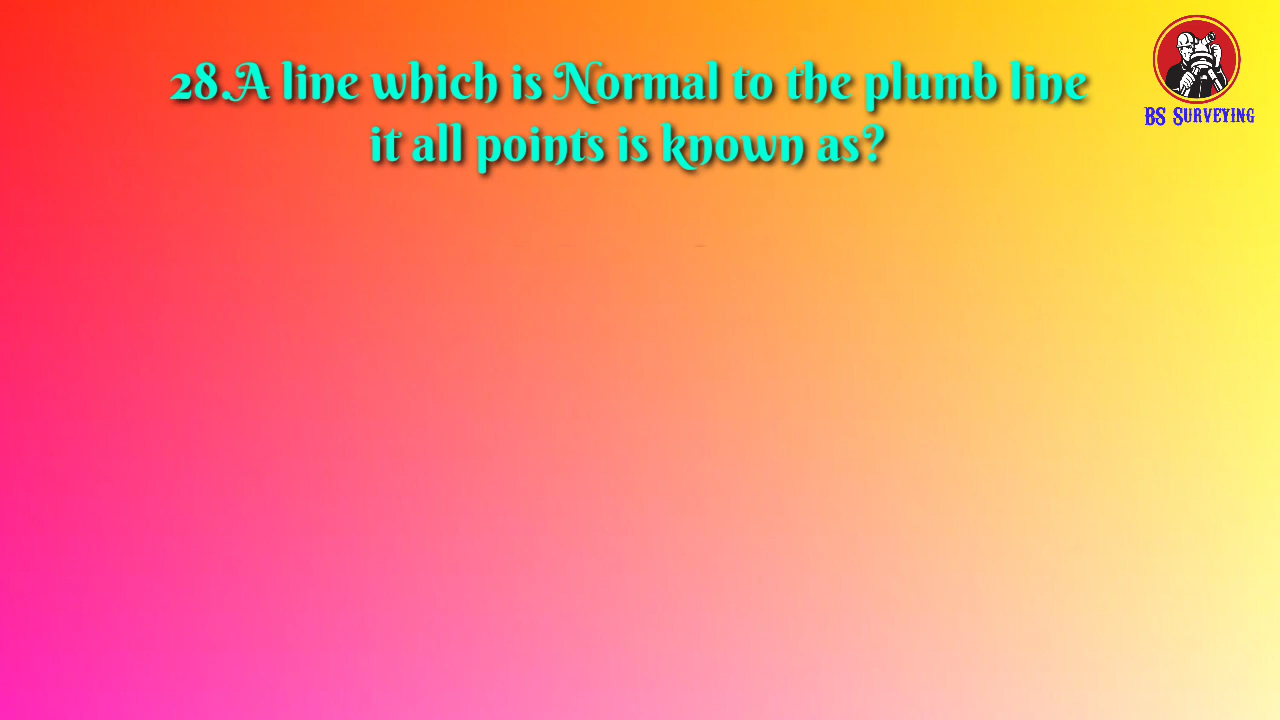 28.A line which is Normal to the plumb line
it all points is known as?
BS Surveying